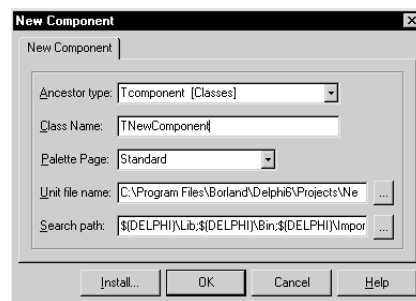 New Component
New Component
Ancestor type: Tcomponent [Classes]
Class Name: TNewComponent
Palette Page: Standard
Unit file name: C:\Program Files\Borland\Delphi6\Projects\Ne ...
Search path: $(DELPHI)\Lib;$(DELPHI)\Bin;$(DELPHI)\Impor ...
Install... OK Cancel Help